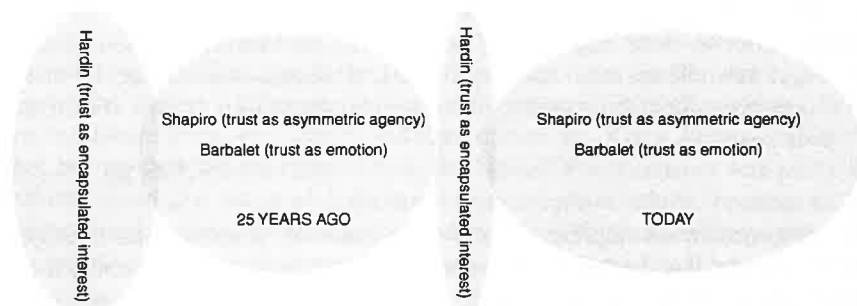 Hardin (trust as encapsulated interest)
Shapiro (trust as asymmetric agency)
Barbalet (trust as emotion)
25 YEARS AGO
Hardin (trust as encapsulated interest)
Shapiro (trust as asymmetric agency)
Barbalet (trust as emotion)
TODAY